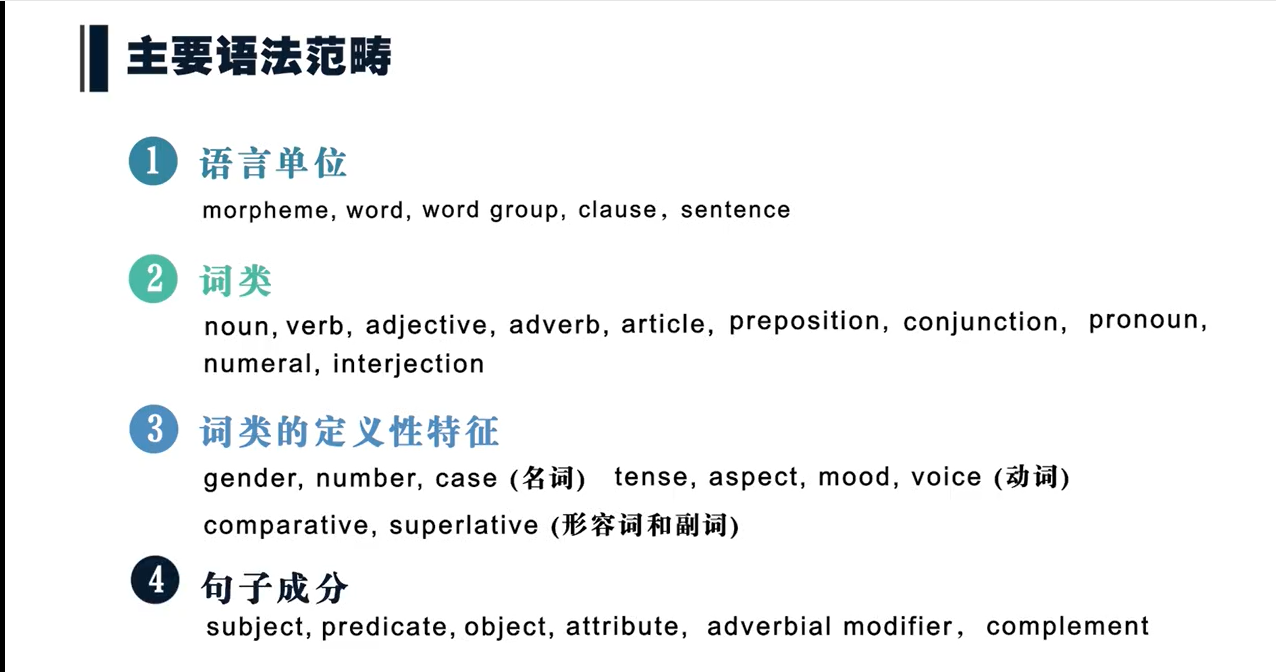 主要语法范畴
1 语言单位
morpheme, word, word group, clause, sentence
2 词类
noun, verb, adjective, adverb, article, preposition, conjunction, pronoun,
numeral, interjection
3 词类的定义性特征
gender, number, case (名词) tense, aspect, mood, voice (动词)
comparative, superlative (形容词和副词)
4 句子成分
subject, predicate, object, attribute, adverbial modifier, complement